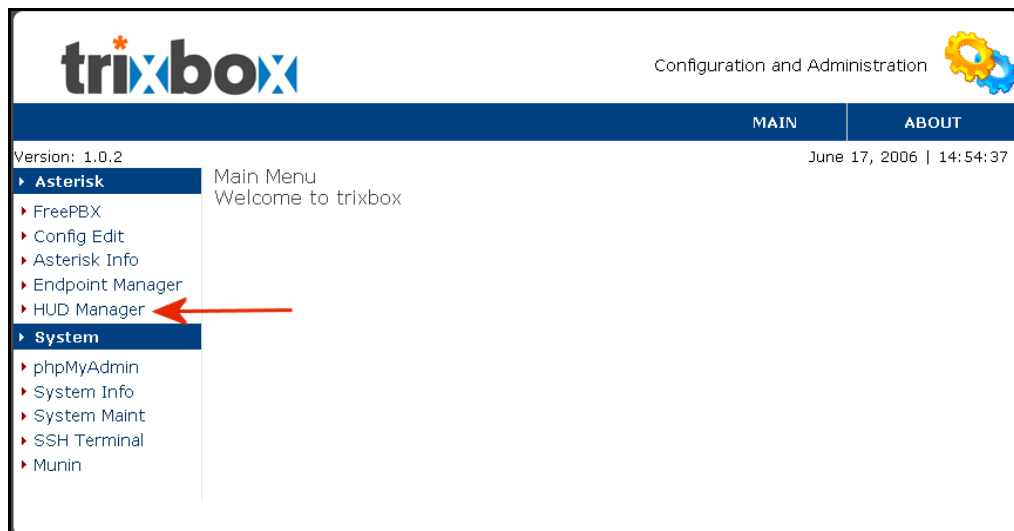 trixbox
Configuration and Administration
MAIN ABOUT
Version: 1.0.2 June 17, 2006 | 14:54:37
Asterisk
FreePBX
Config Edit
Asterisk Info
Endpoint Manager
HUD Manager
System
phpMyAdmin
System Info
System Maint
SSH Terminal
Munin
Main Menu
Welcome to trixbox